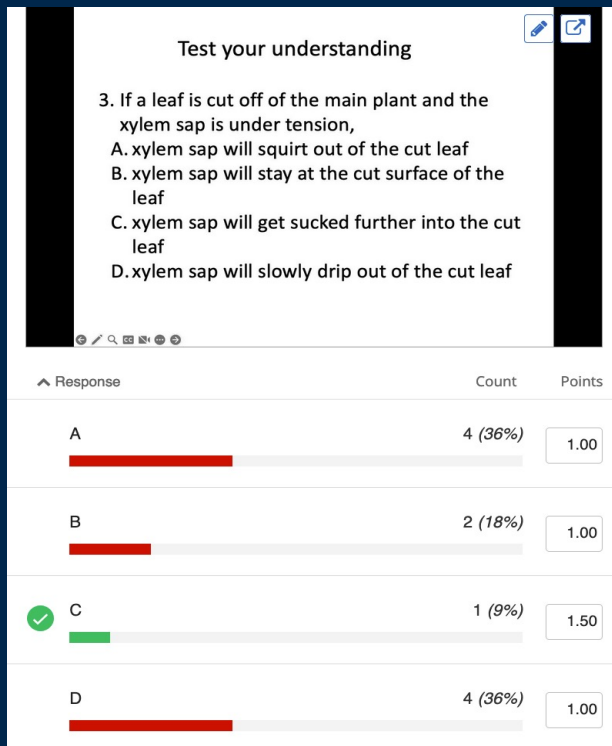 Test your understanding
3. If a leaf is cut off of the main plant and the
xylem sap is under tension,
A. xylem sap will squirt out of the cut leaf
B. xylem sap will stay at the cut surface of the
leaf
C. xylem sap will get sucked further into the cut
leaf
D. xylem sap will slowly drip out of the cut leaf
CC
Response Count Points
A 4 (36%) 1.00
B 2 (18%) 1.00
C 1 (9%) 1.50
D 4 (36%) 1.00